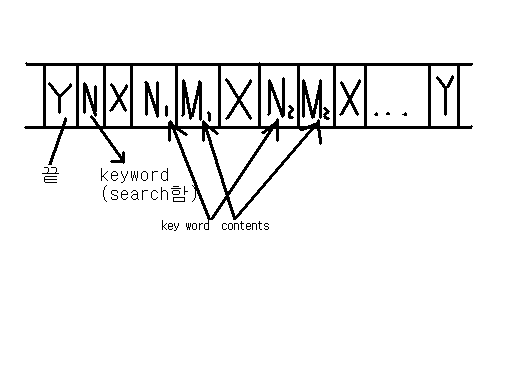 Y N X N₁ M₁ X N₂ M₂ X ... Y
끝
keyword
(search함)
key word contents